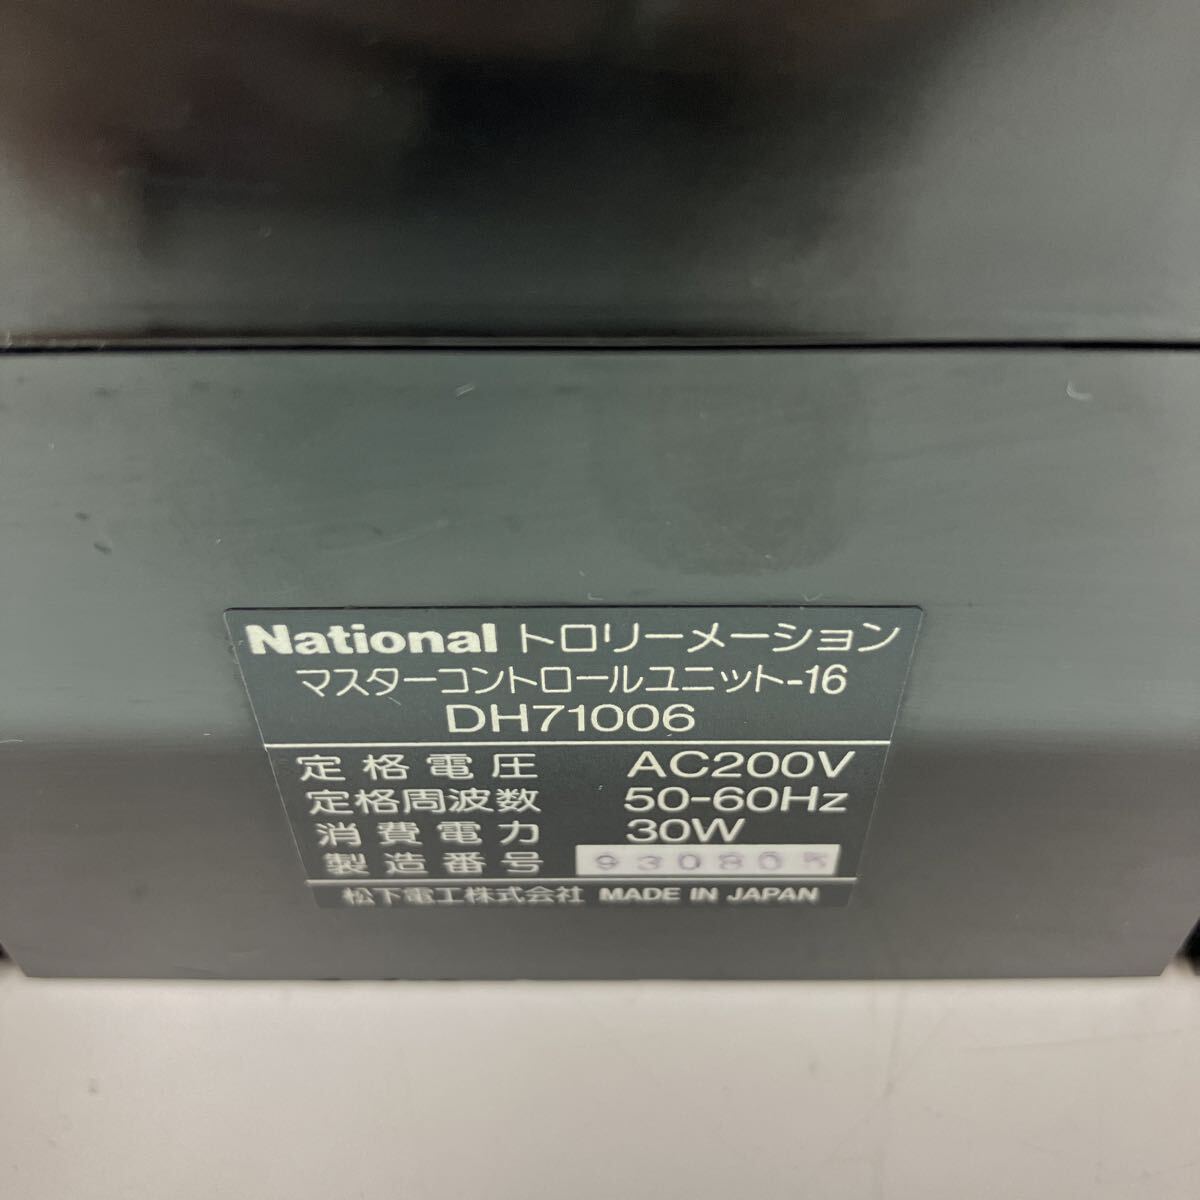 National トロリーメーション
マスターコントロールユニット-16
DH71006
定格電圧 AC200V
定格周波数 50-60Hz
消費電力 30W
製造番号 930805
松下電工株式会社 MADE IN JAPAN